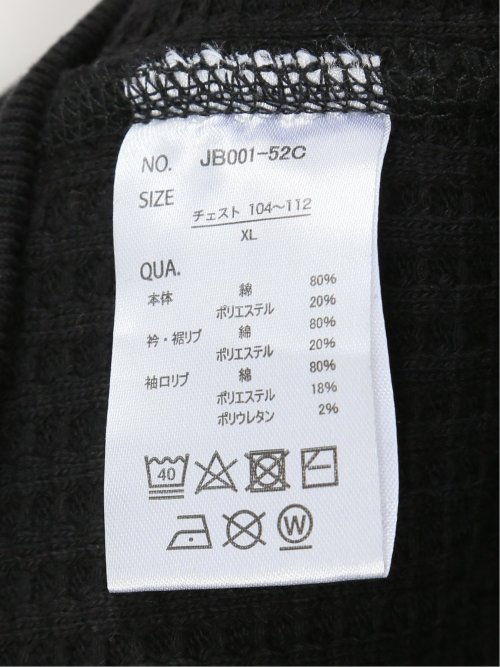 NO. JB001-52C
SIZE
チェスト 104〜112
XL
QUA.
本体 綿 80%
ポリエステル 20%
衿・裾リブ 綿 80%
ポリエステル 20%
袖口リブ 綿 80%
ポリエステル 18%
ポリウレタン 2%
40
W